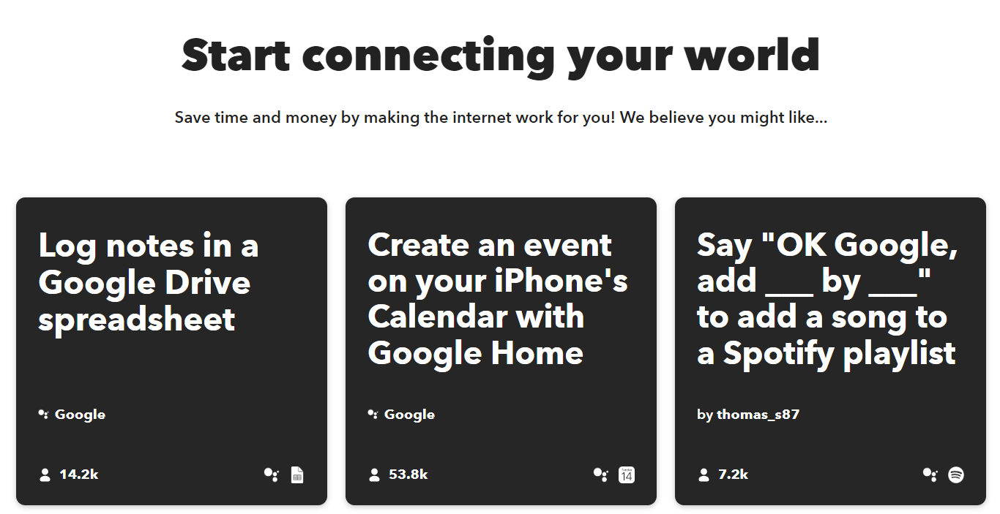 Start connecting your world
Save time and money by making the internet work for you! We believe you might like...
Log notes in a
Google Drive
spreadsheet
Google
14.2k
Create an event
on your iPhone's
Calendar with
Google Home
Google
53.8k
14
Say "OK Google,
add ___ by ___"
to add a song to
a Spotify playlist
by thomas_s87
7.2k